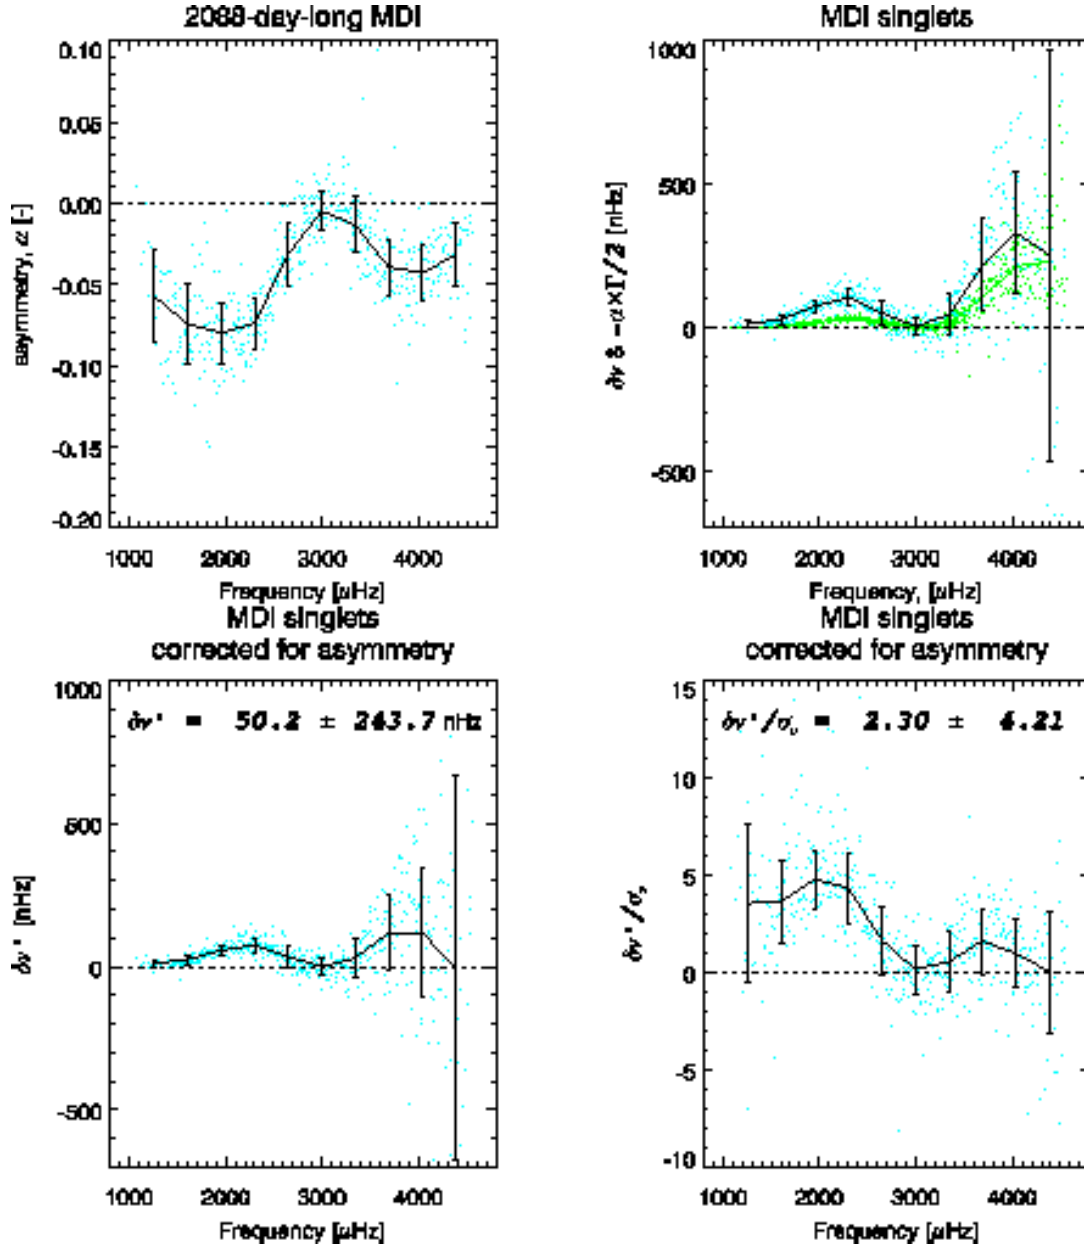 2088-day-long MDI
0.10
0.05
0.00
-0.05
-0.10
-0.15
-0.20
asymmetry, α [-]
1000 2000 3000 4000
Frequency [μHz]
MDI singlets
1000
500
0
-500
∂ν & -α×Γ/2 [nHz]
1000 2000 3000 4000
Frequency, [μHz]
MDI singlets
corrected for asymmetry
1000
500
0
-500
δν' = 50.2 ± 243.7 nHz
δν' [nHz]
1000 2000 3000 4000
Frequency [μHz]
MDI singlets
corrected for asymmetry
15
10
5
0
-5
-10
δν'/σᵥ = 2.30 ± 4.21
δν'/σᵥ
1000 2000 3000 4000
Frequency [μHz]